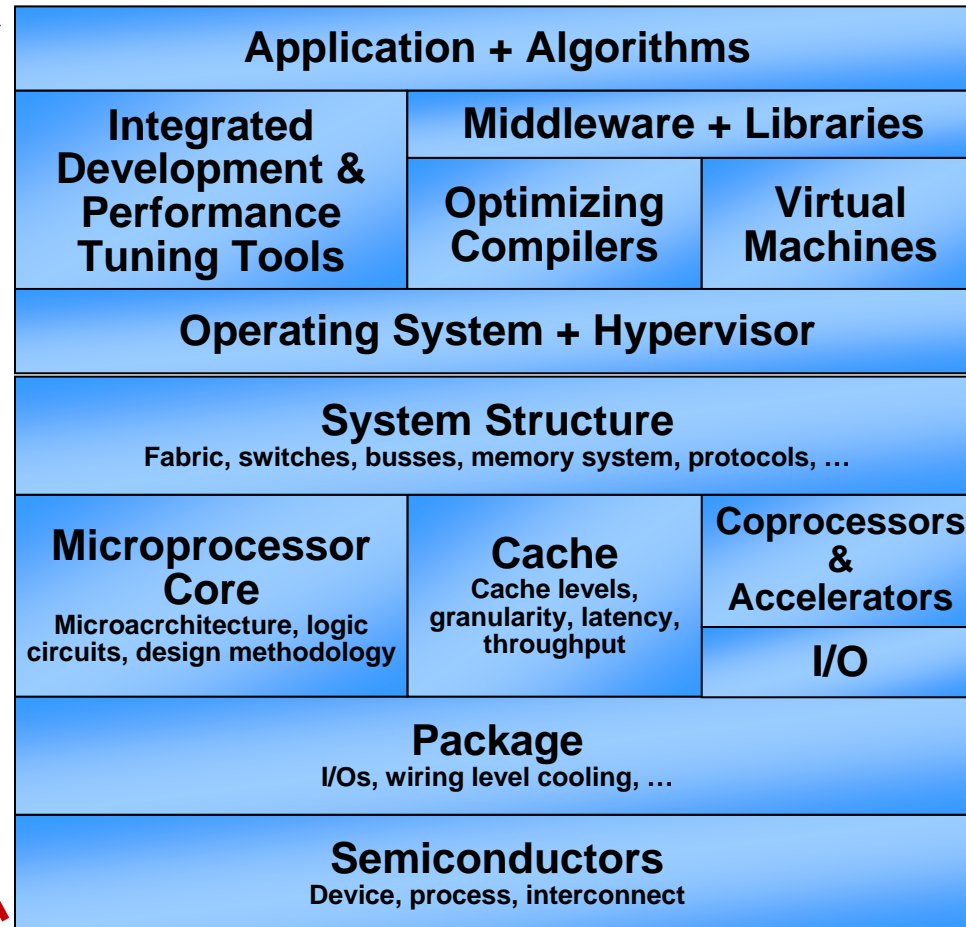 Application + Algorithms
Integrated
Development &
Performance
Tuning Tools
Middleware + Libraries
Optimizing
Compilers
Virtual
Machines
Operating System + Hypervisor
System Structure
Fabric, switches, busses, memory system, protocols, …
Microprocessor
Core
Microacrchitecture, logic
circuits, design methodology
Cache
Cache levels,
granularity, latency,
throughput
Coprocessors
&
Accelerators
I/O
Package
I/Os, wiring level cooling, …
Semiconductors
Device, process, interconnect